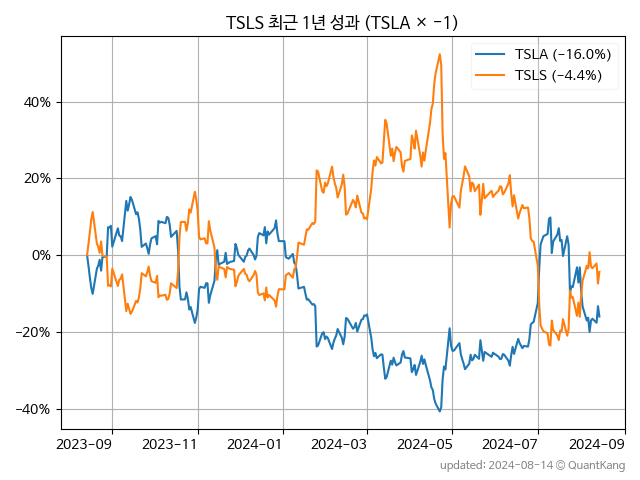 TSLS 최근 1년 성과 (TSLA × −1)
TSLA (−16.0%)
TSLS (−4.4%)
40%
20%
0%
−20%
−40%
2023-09 2023-11 2024-01 2024-03 2024-05 2024-07 2024-09
updated: 2024-08-14 © QuantKang